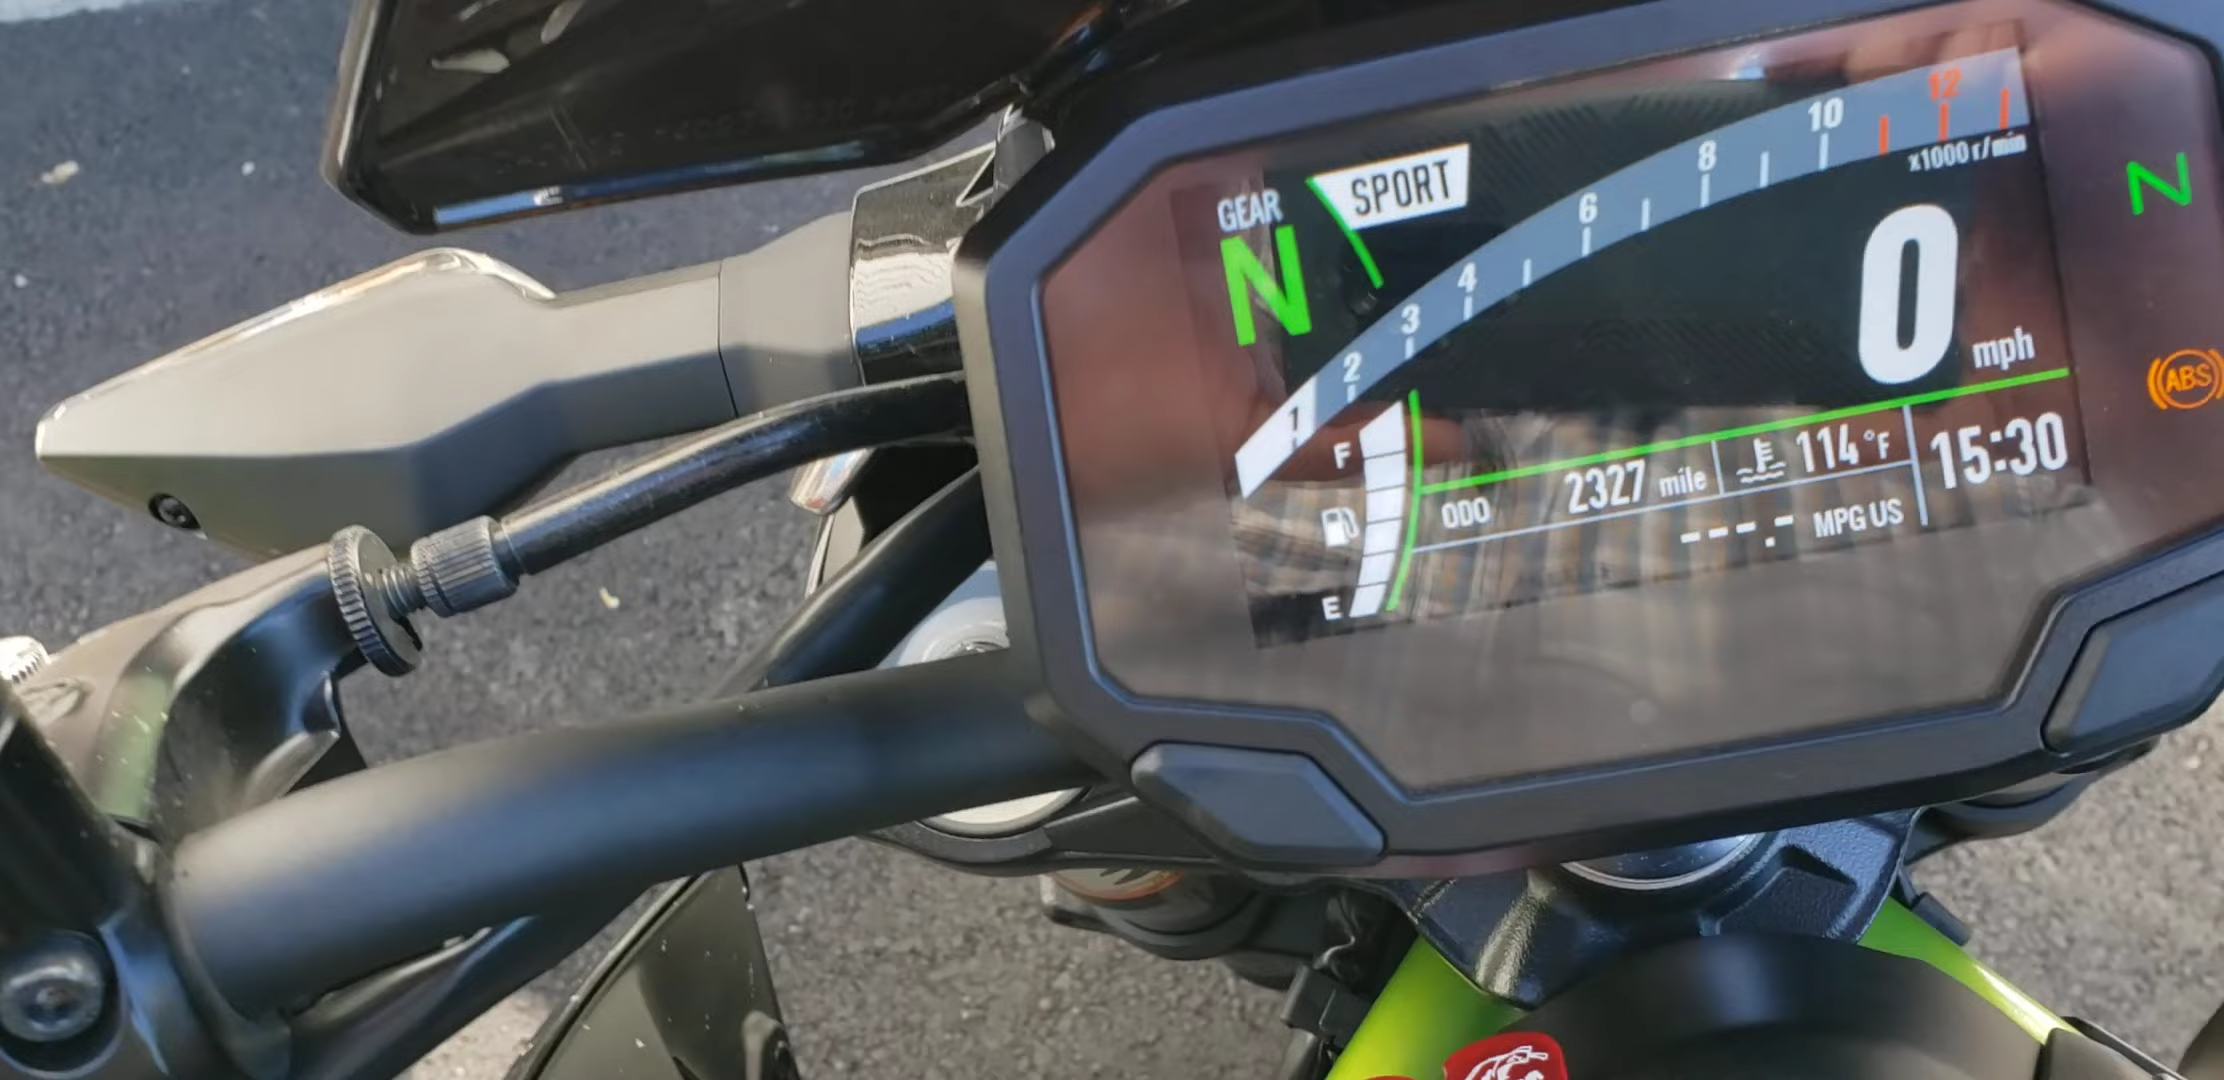 GEAR
N
SPORT
1
2
3
4
6
8
10
12
x1000 r/min
0
mph
N
ABS
F
E
ODO 2327 mile
114 °F
15:30
---.- MPG US